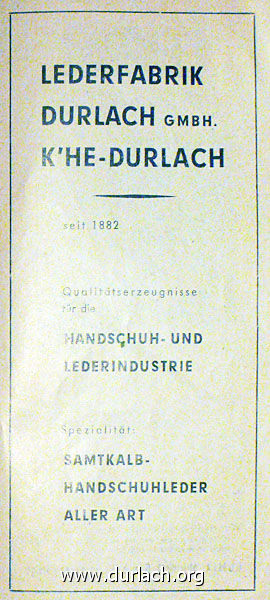 LEDERFABRIK
DURLACH GMBH.
K'HE-DURLACH
seit 1882
Qualitätserzeugnisse
für die
HANDSCHUH- UND
LEDERINDUSTRIE
Spezialität:
SAMTKALB-
HANDSCHUHLEDER
ALLER ART
www.durlach.org